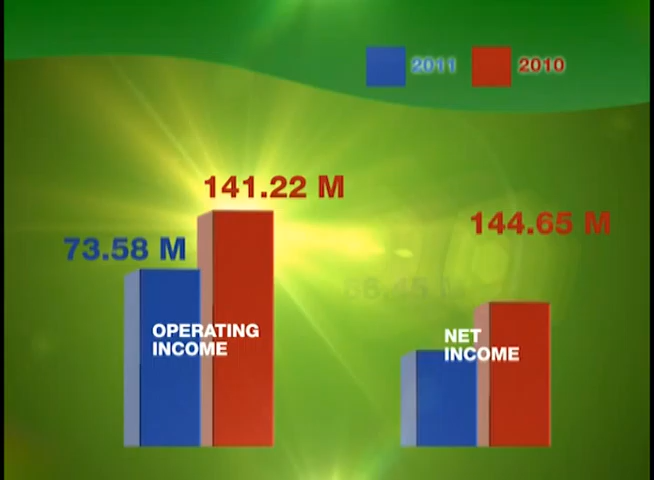 2011 2010
141.22 M
73.58 M
144.65 M
OPERATING
INCOME
NET
INCOME